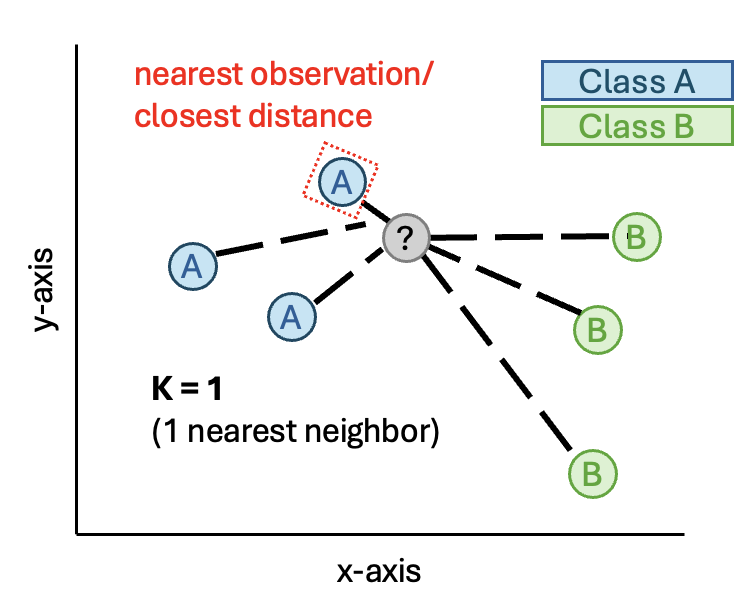 nearest observation/
closest distance
Class A
Class B
A
?
A
B
A
B
K = 1
(1 nearest neighbor)
B
y-axis
x-axis